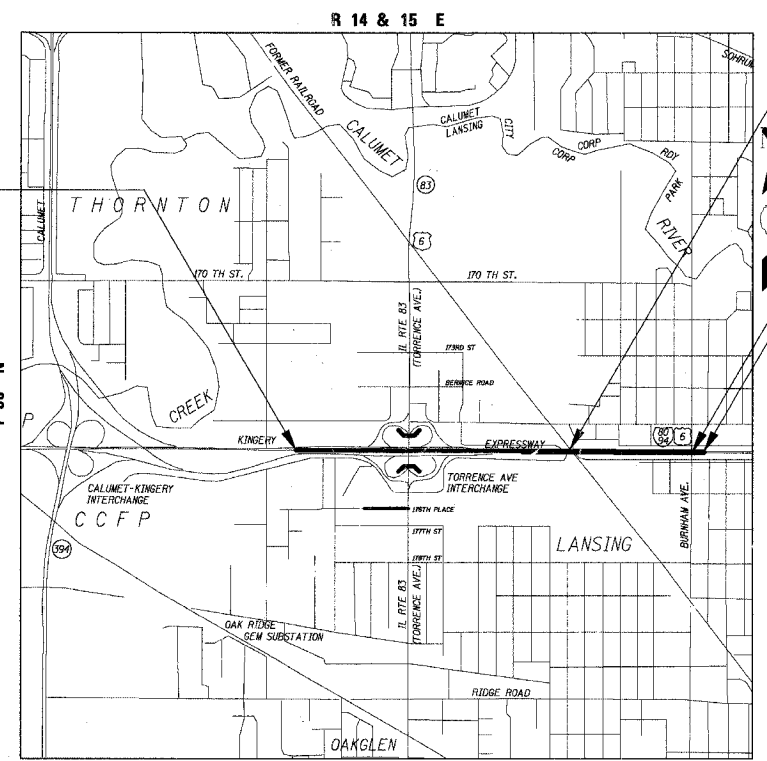 R 14 & 15 E
FORMER RAILROAD
CALUMET
CALUMET
LANSING
CITY
CORP
CORP
RDY
PARK
RIVER
83
6
THORNTON
CALUMET
170 TH ST.
170 TH ST.
IL RTE 83
(TORRENCE AVE.)
173RD ST
BERNICE ROAD
CREEK
KINGERY
EXPRESSWAY
80
94
6
CALUMET-KINGERY
INTERCHANGE
TORRENCE AVE
INTERCHANGE
BURNHAM AVE.
CCFP
394
176TH PLACE
177TH ST
178TH ST
LANSING
IL RTE 83
(TORRENCE AVE.)
OAK RIDGE
GEM SUBSTATION
RIDGE ROAD
OAKGLEN